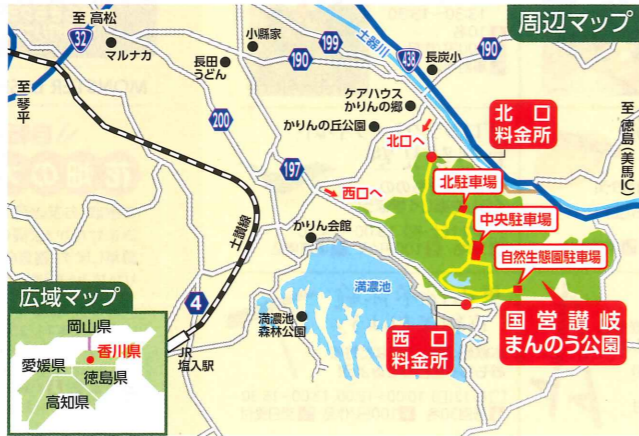 周辺マップ
至 高松
32
マルナカ
小縣家
199
190
土器川
438
長炭小
190
長田
うどん
至 琴平
200
ケアハウス
かりんの郷
かりんの丘公園
北口へ
北口
料金所
至 徳島(美馬IC)
197
西口へ
北駐車場
中央駐車場
自然生態園駐車場
土讃線
かりん会館
満濃池
4
満濃池
森林公園
西口
料金所
国営讃岐
まんのう公園
JR
塩入駅
広域マップ
岡山県
香川県
愛媛県
徳島県
高知県